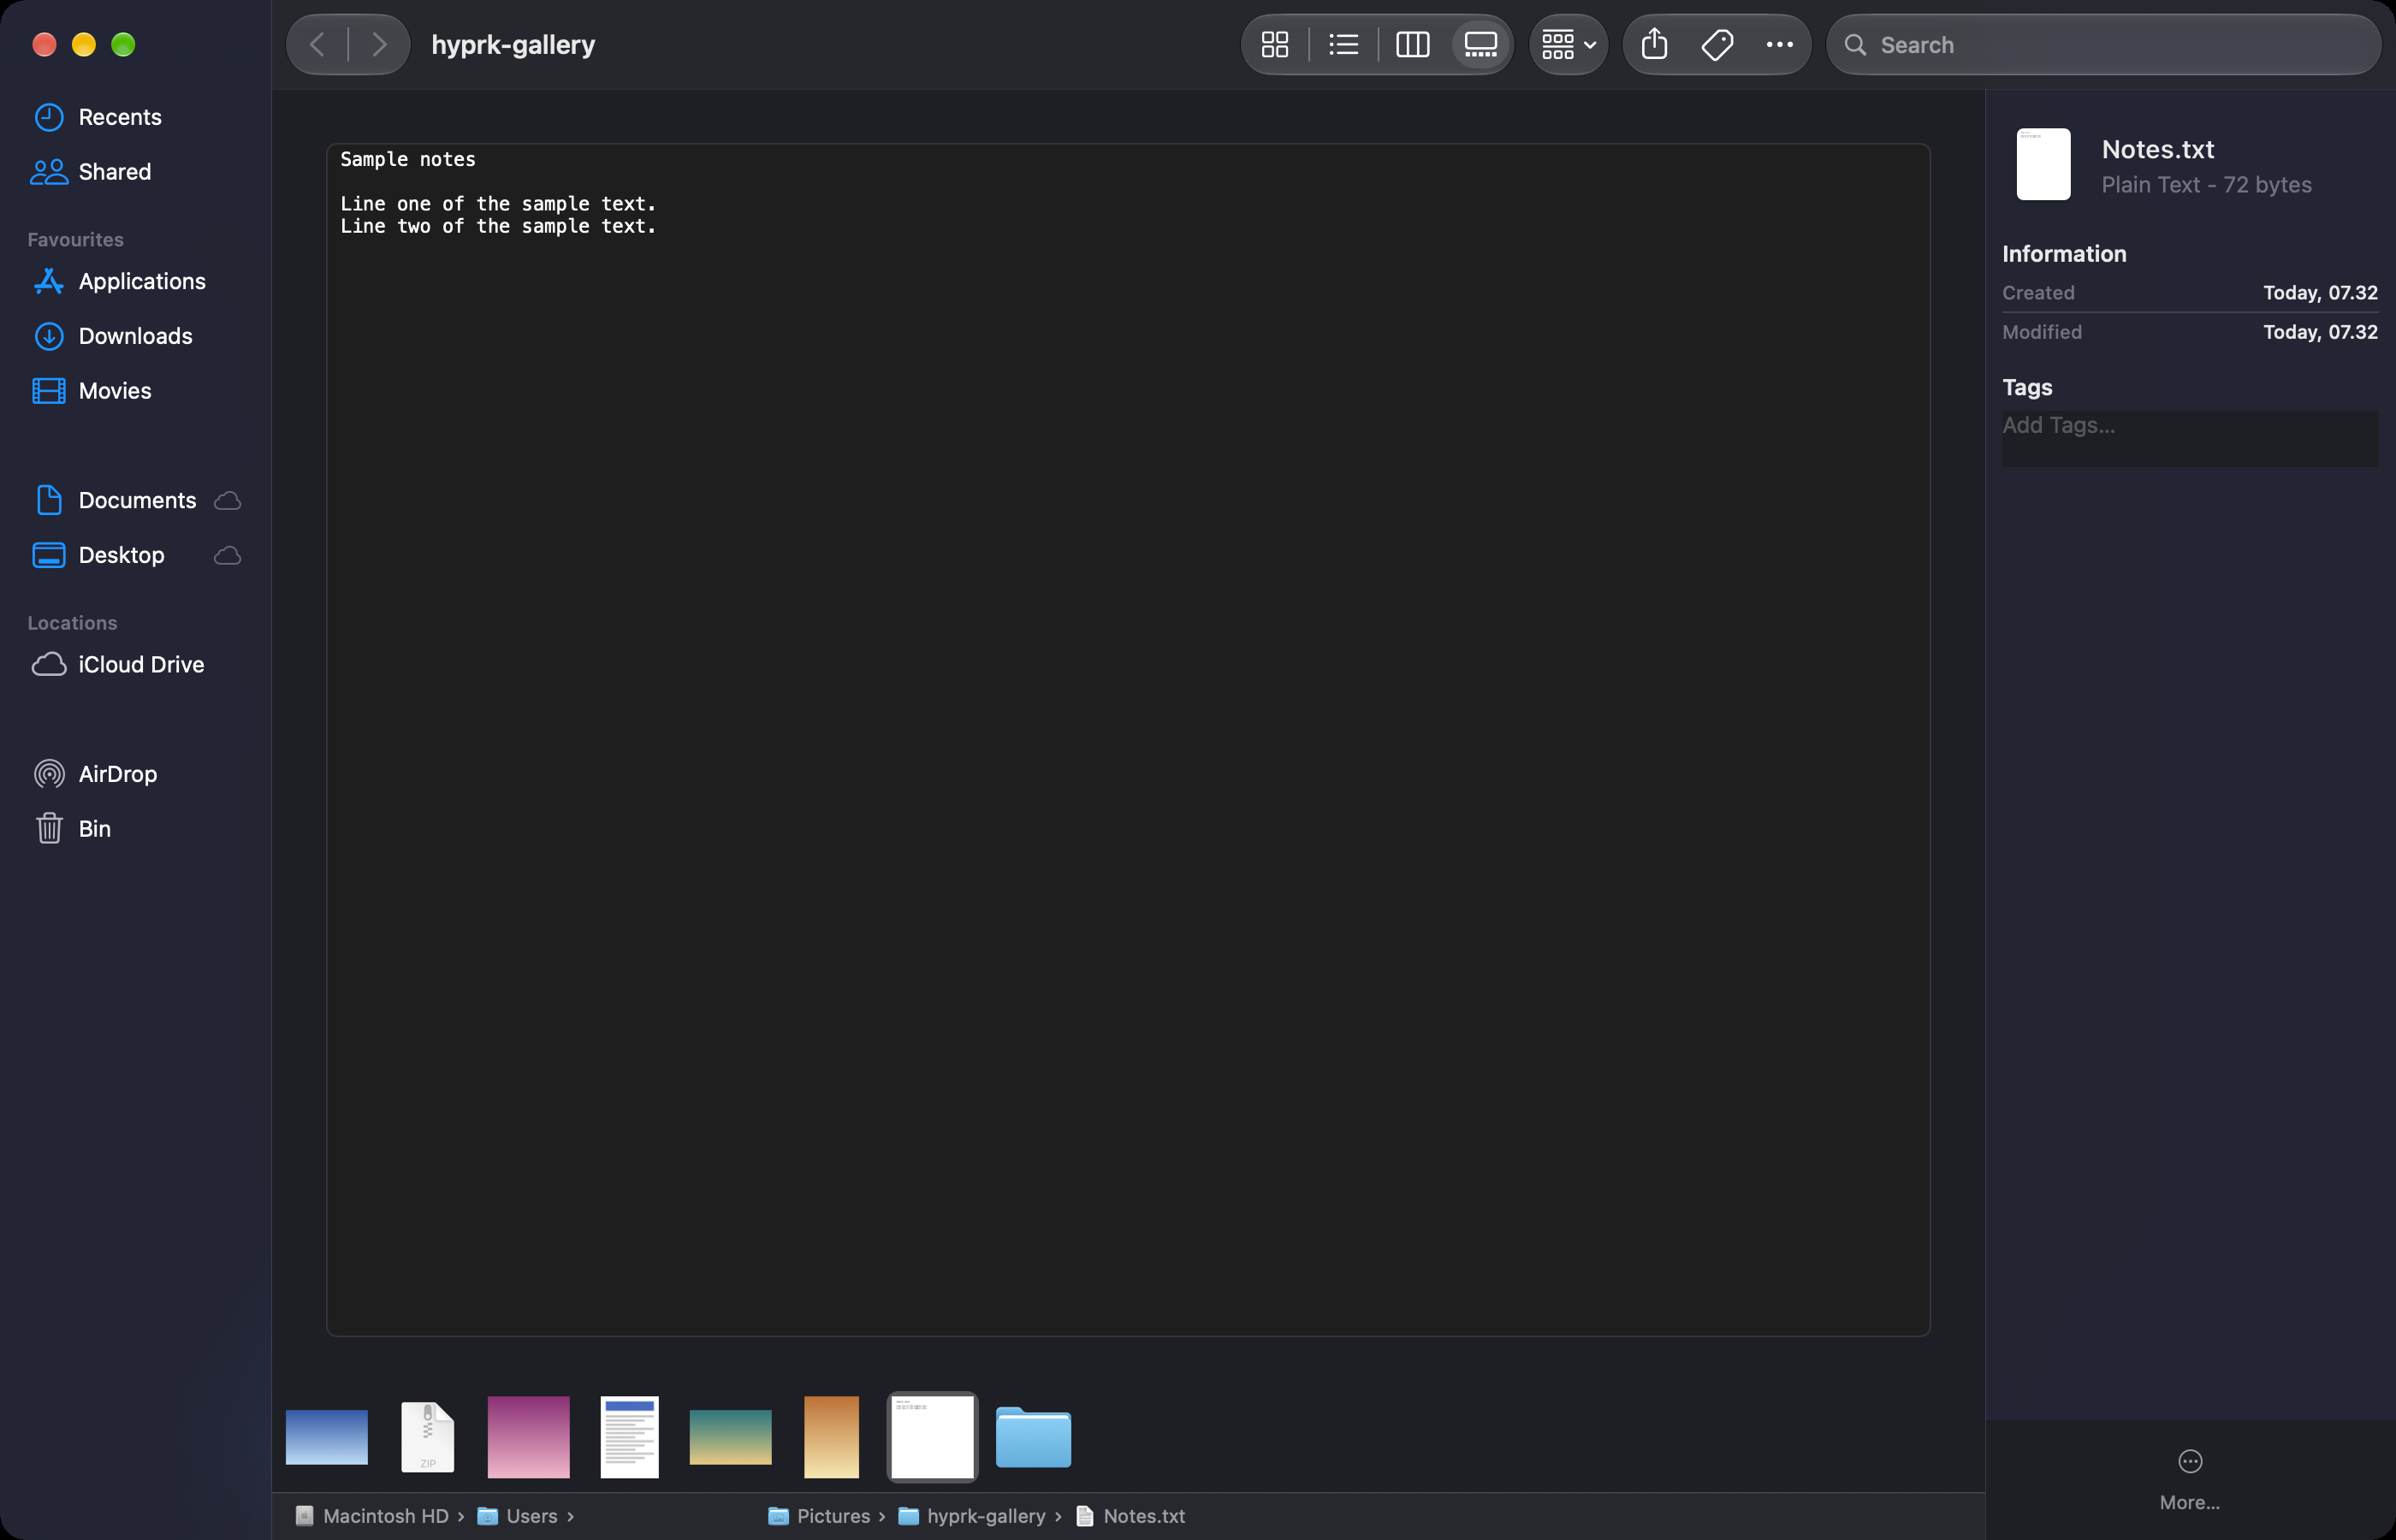 hyprk-gallery
Search
Recents
Shared
Favourites
Applications
Downloads
Movies
Documents
Desktop
Locations
iCloud Drive
AirDrop
Bin
Sample notes
Line one of the sample text.
Line two of the sample text.
ZIP
Macintosh HD › Users › Pictures › hyprk-gallery › Notes.txt
Notes.txt
Plain Text - 72 bytes
Information
Created Today, 07.32
Modified Today, 07.32
Tags
Add Tags...
More...